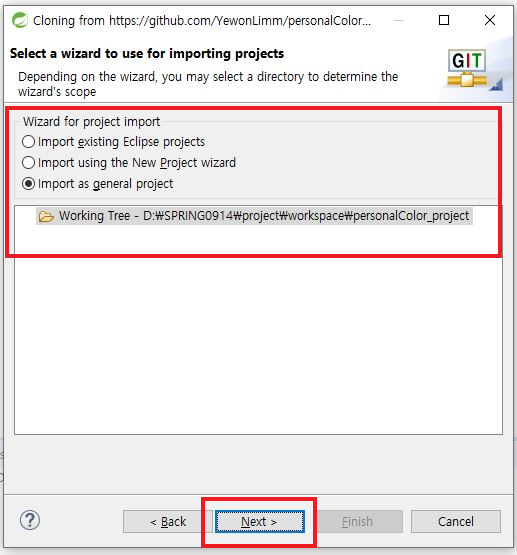 Cloning from https://github.com/YewonLimm/personalColor...
Select a wizard to use for importing projects
Depending on the wizard, you may select a directory to determine the
wizard's scope
GIT
Wizard for project import
Import existing Eclipse projects
Import using the New Project wizard
Import as general project
Working Tree - D:₩SPRING0914₩project₩workspace₩personalColor_project
?
< Back
Next >
Finish
Cancel